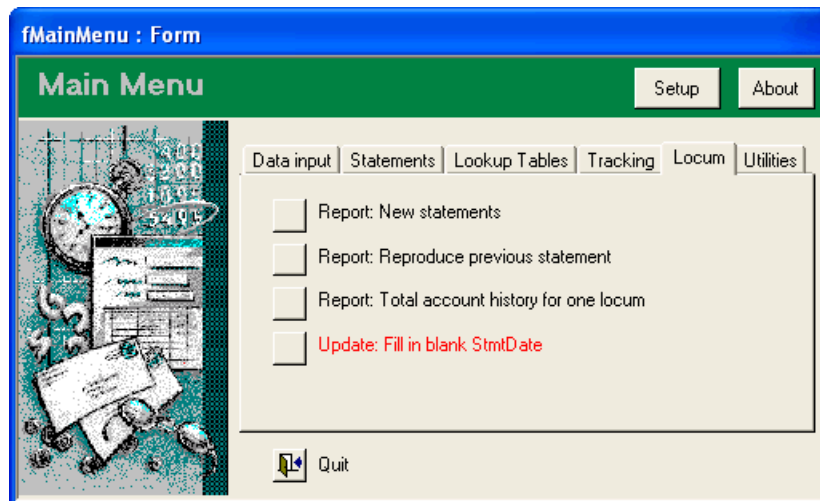 fMainMenu : Form
Main Menu
Setup
About
Data input
Statements
Lookup Tables
Tracking
Locum
Utilities
Report: New statements
Report: Reproduce previous statement
Report: Total account history for one locum
Update: Fill in blank StmtDate
Quit